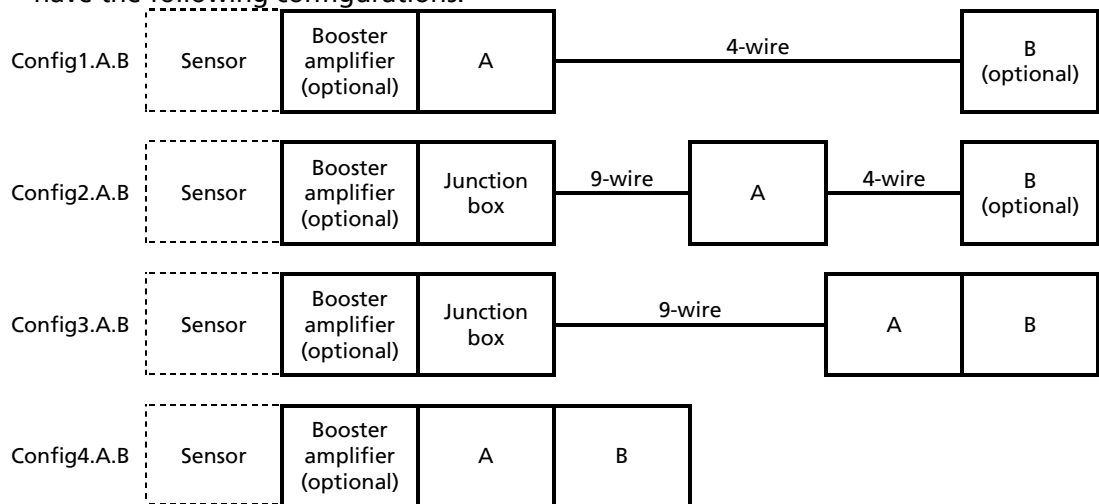 have the following configurations:
Config1.A.B
Sensor
Booster
amplifier
(optional)
A
4-wire
B
(optional)
Config2.A.B
Sensor
Booster
amplifier
(optional)
Junction
box
9-wire
A
4-wire
B
(optional)
Config3.A.B
Sensor
Booster
amplifier
(optional)
Junction
box
9-wire
A
B
Config4.A.B
Sensor
Booster
amplifier
(optional)
A
B